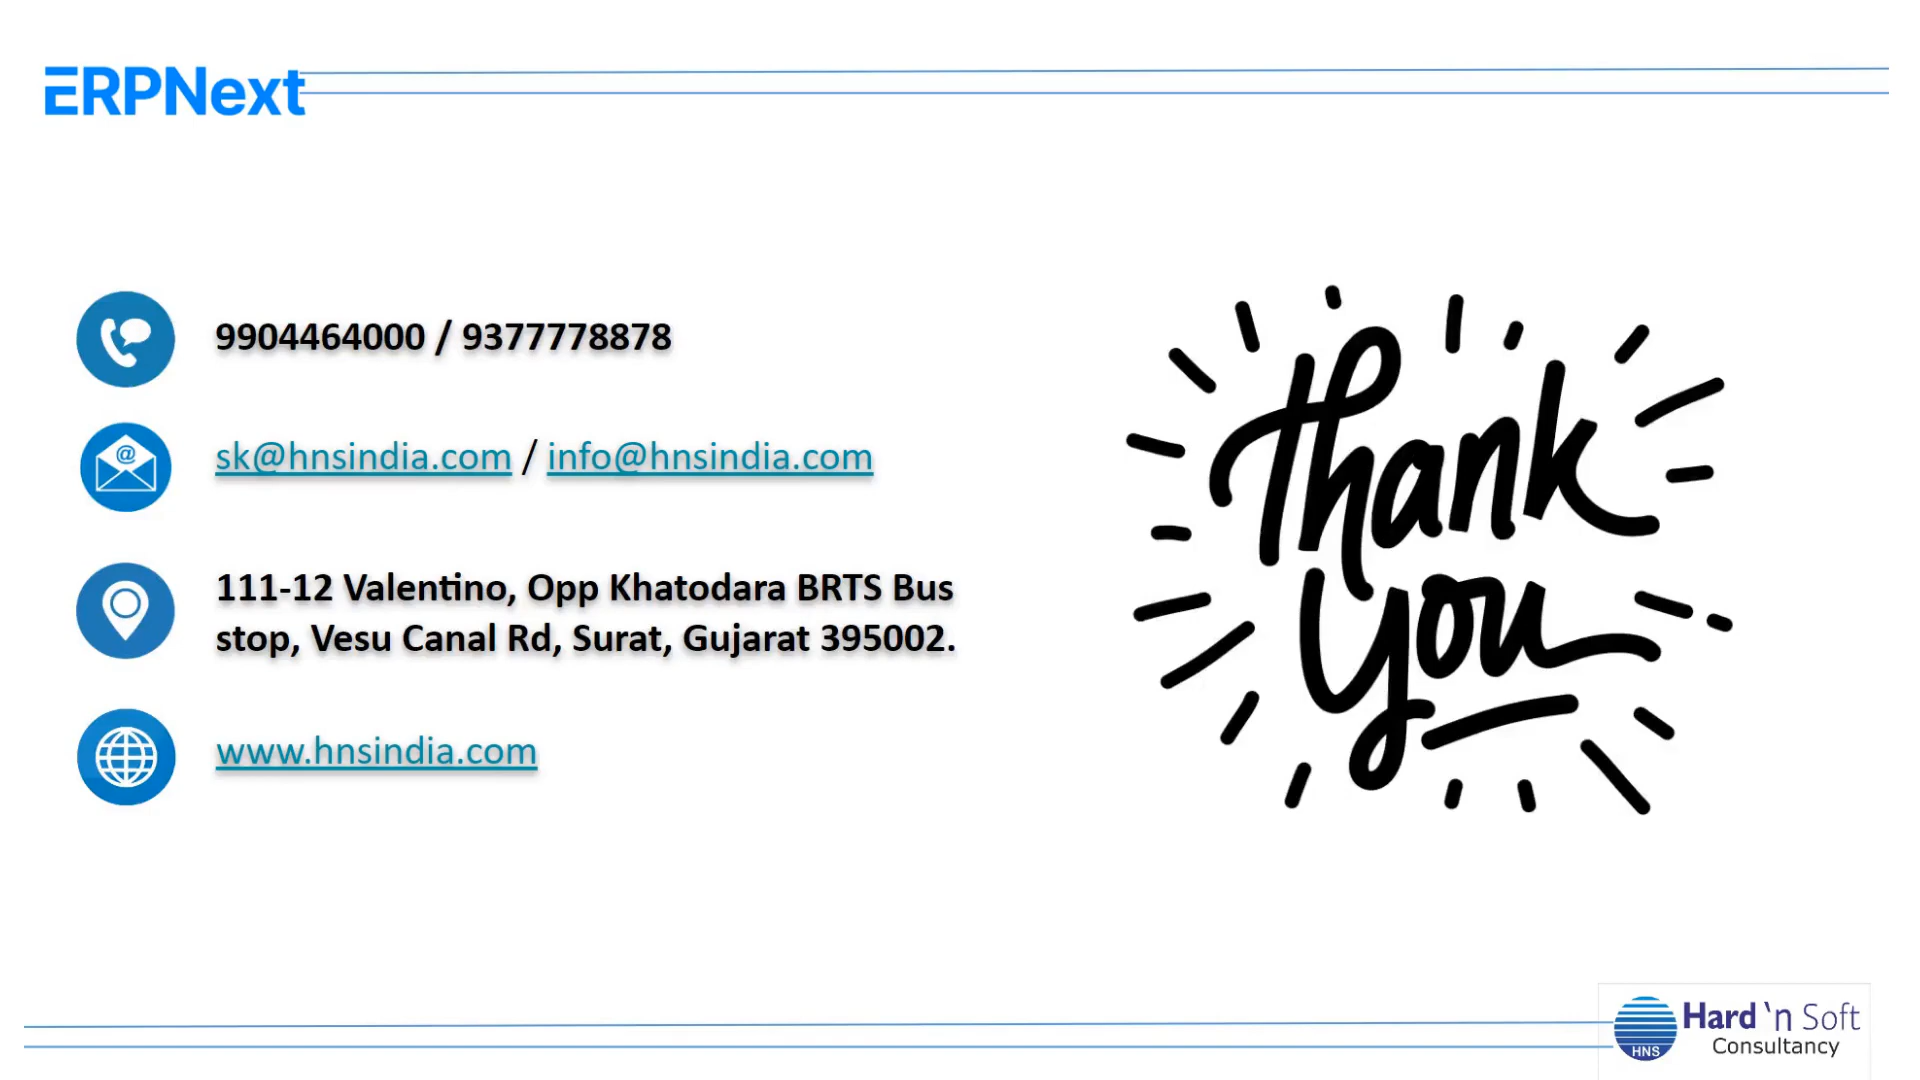 ERPNext
9904464000 / 9377778878
sk@hnsindia.com / info@hnsindia.com
111-12 Valentino, Opp Khatodara BRTS Bus
stop, Vesu Canal Rd, Surat, Gujarat 395002.
www.hnsindia.com
Thank
you
HNS
Hard 'n Soft
Consultancy